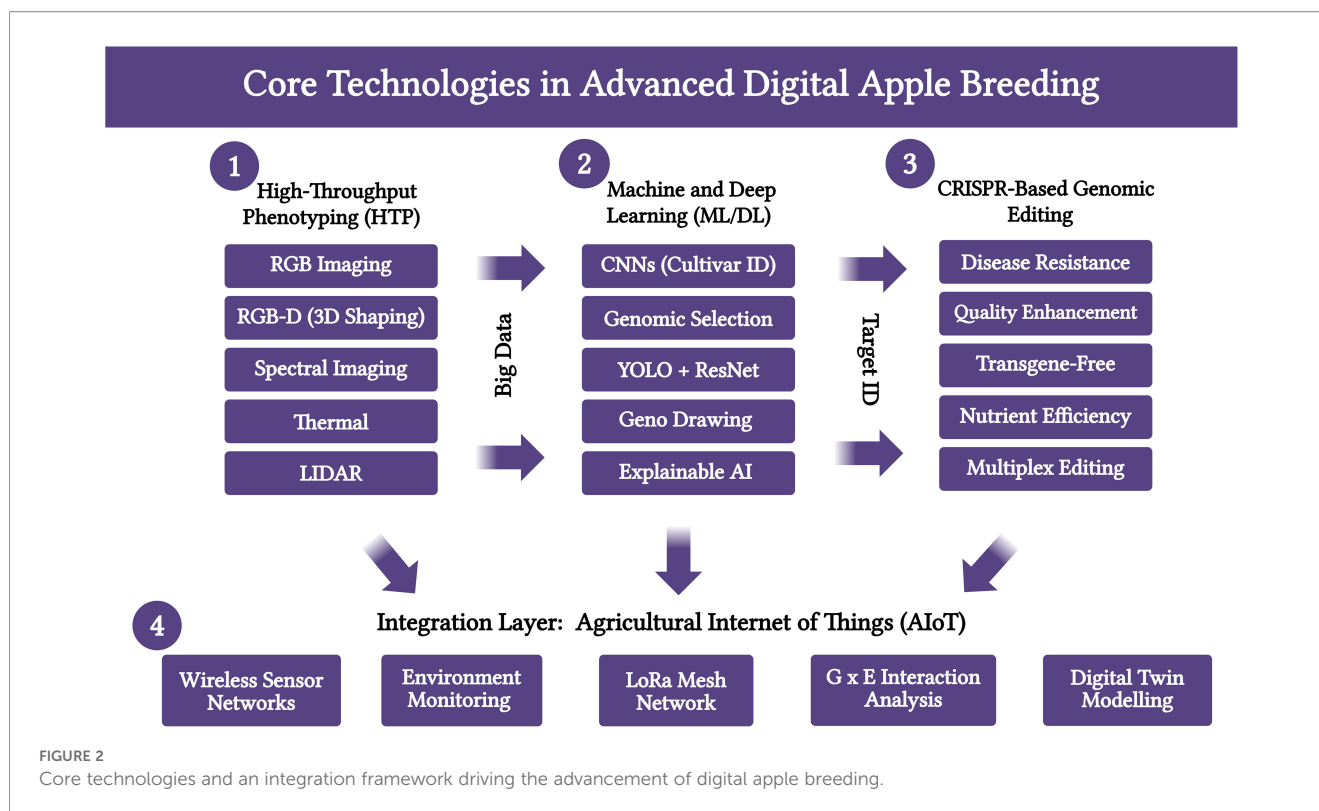 Core Technologies in Advanced Digital Apple Breeding
1
High-Throughput
Phenotyping (HTP)
RGB Imaging
RGB-D (3D Shaping)
Spectral Imaging
Thermal
LIDAR
Big Data
2
Machine and Deep
Learning (ML/DL)
CNNs (Cultivar ID)
Genomic Selection
YOLO + ResNet
Geno Drawing
Explainable AI
Target ID
3
CRISPR-Based Genomic
Editing
Disease Resistance
Quality Enhancement
Transgene-Free
Nutrient Efficiency
Multiplex Editing
4
Integration Layer: Agricultural Internet of Things (AIoT)
Wireless Sensor
Networks
Environment
Monitoring
LoRa Mesh
Network
G x E Interaction
Analysis
Digital Twin
Modelling
FIGURE 2
Core technologies and an integration framework driving the advancement of digital apple breeding.